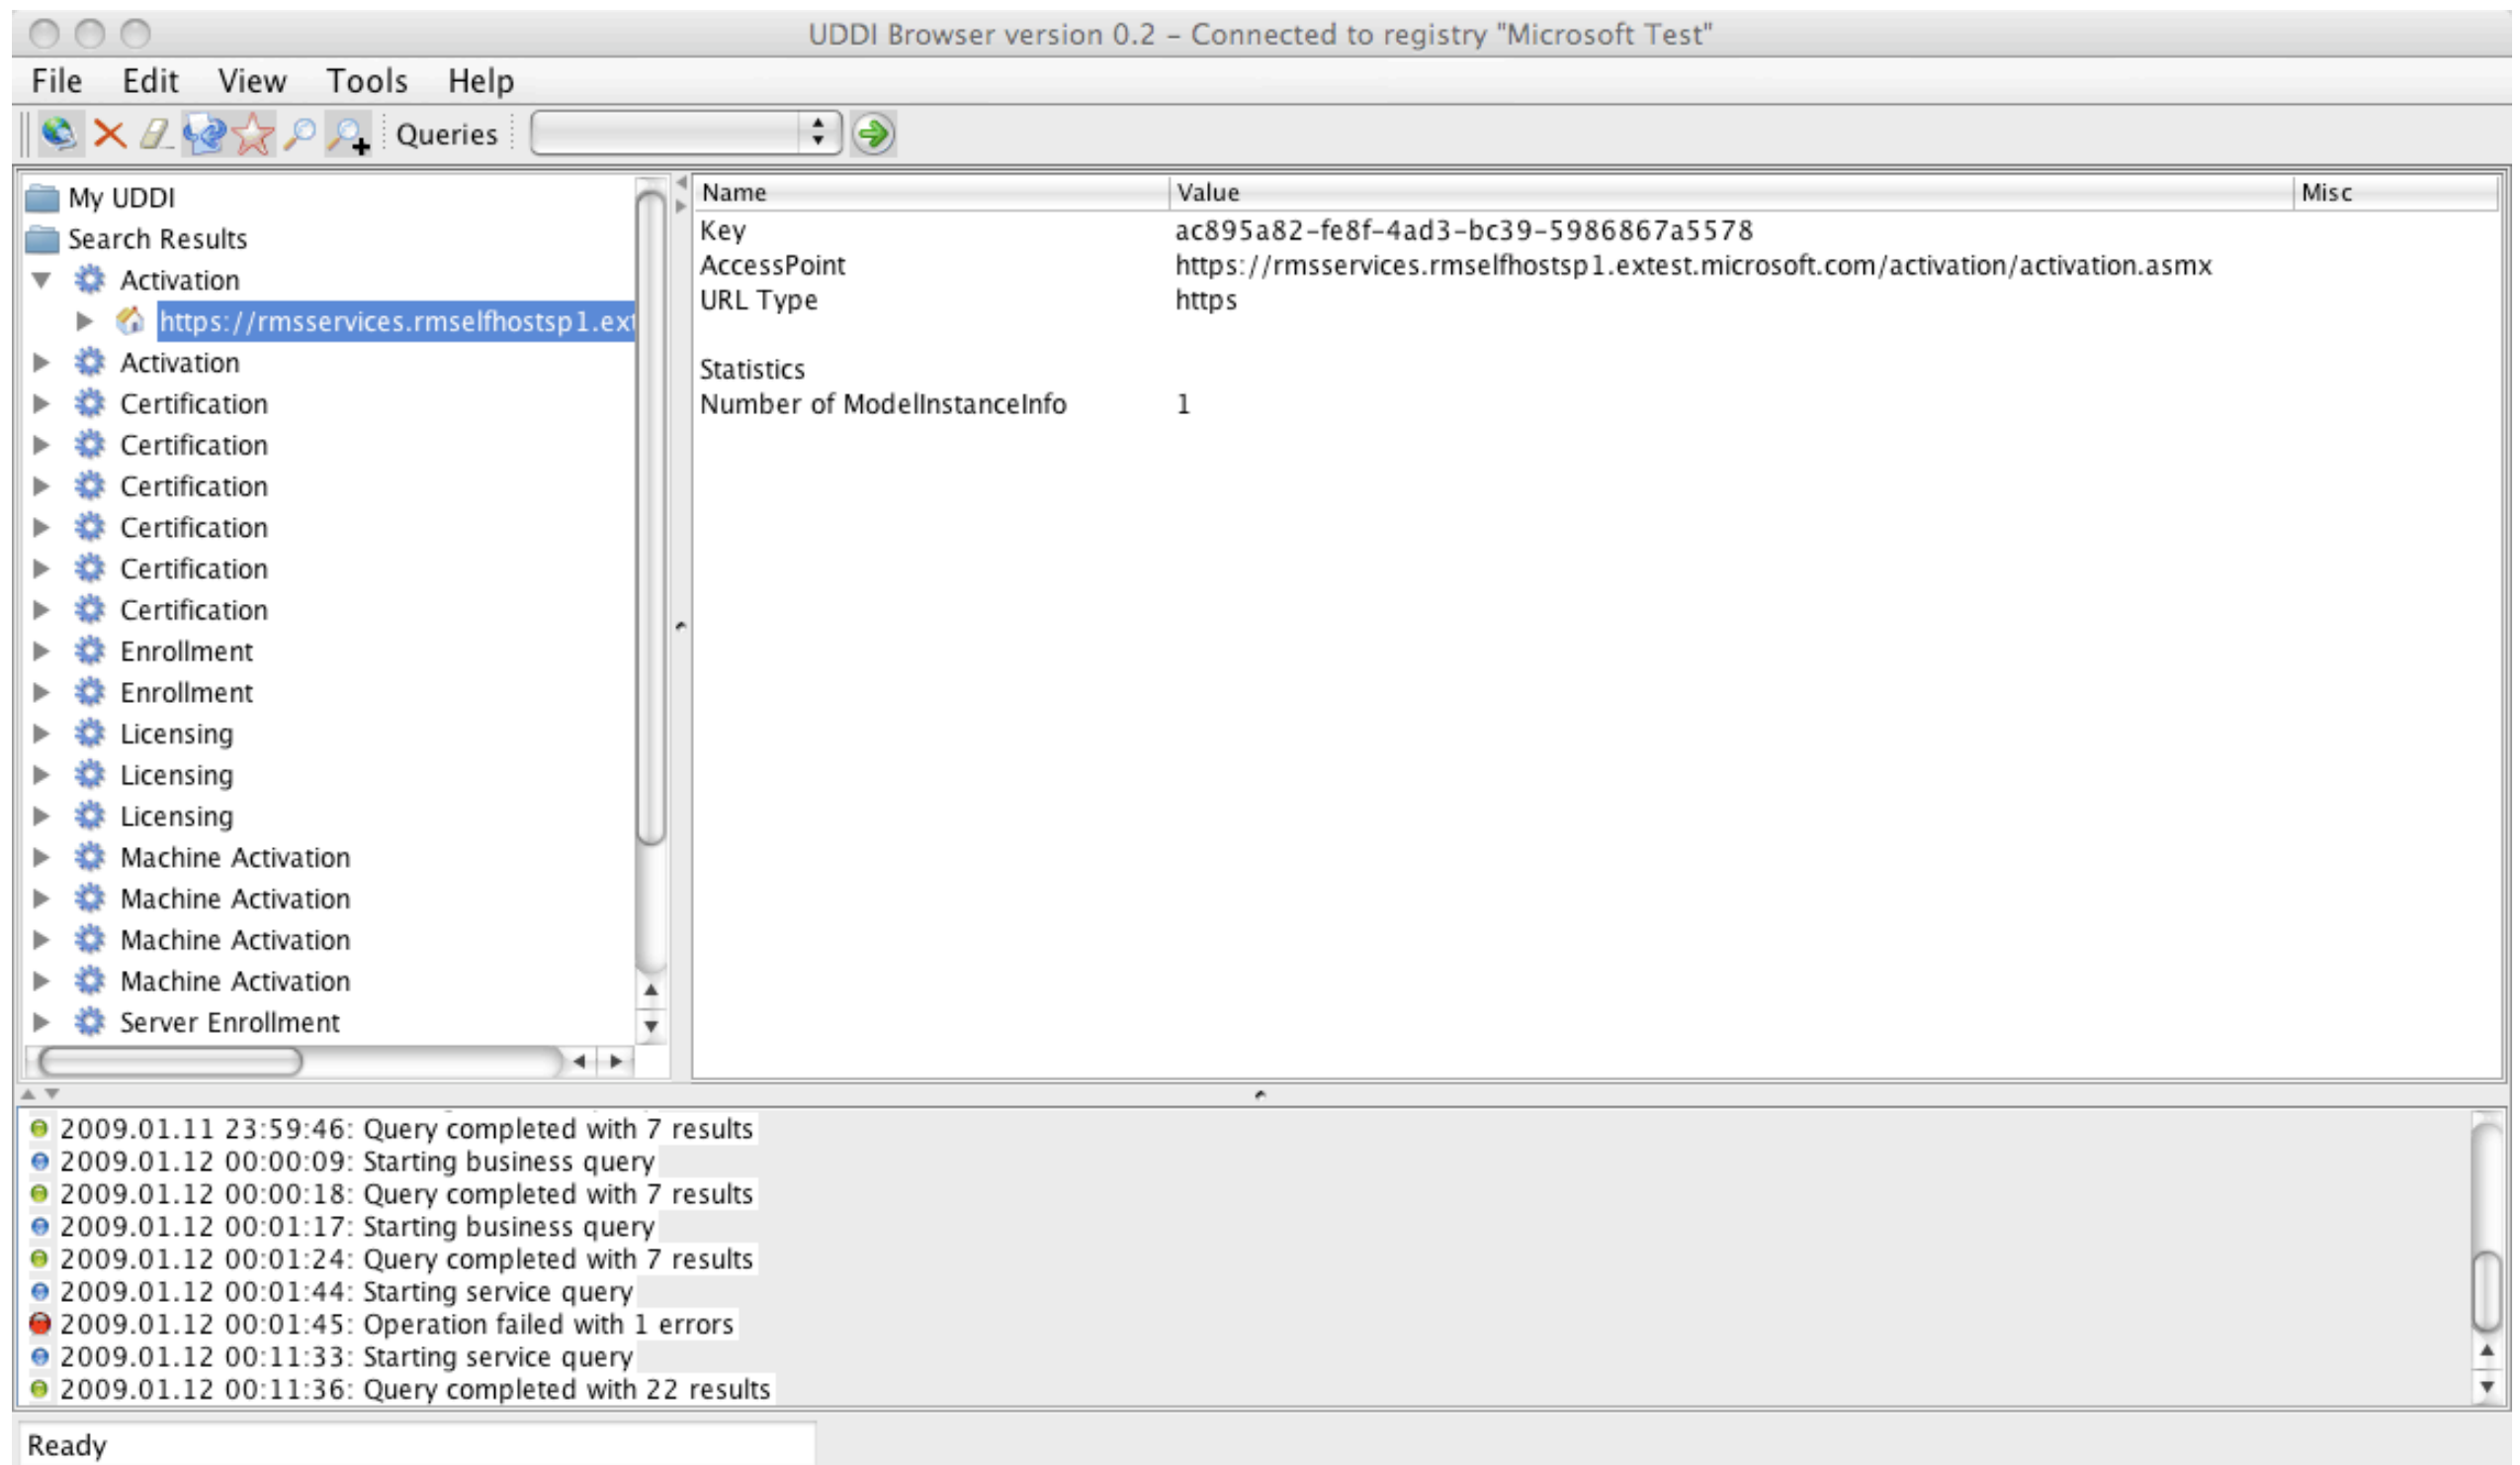 UDDI Browser version 0.2 – Connected to registry "Microsoft Test"
File Edit View Tools Help
Queries
My UDDI
Search Results
Activation
https://rmsservices.rmselfhostsp1.ext
Activation
Certification
Certification
Certification
Certification
Certification
Certification
Enrollment
Enrollment
Licensing
Licensing
Licensing
Machine Activation
Machine Activation
Machine Activation
Machine Activation
Server Enrollment
Name Value Misc
Key ac895a82-fe8f-4ad3-bc39-5986867a5578
AccessPoint https://rmsservices.rmselfhostsp1.extest.microsoft.com/activation/activation.asmx
URL Type https
Statistics
Number of ModelInstanceInfo 1
2009.01.11 23:59:46: Query completed with 7 results
2009.01.12 00:00:09: Starting business query
2009.01.12 00:00:18: Query completed with 7 results
2009.01.12 00:01:17: Starting business query
2009.01.12 00:01:24: Query completed with 7 results
2009.01.12 00:01:44: Starting service query
2009.01.12 00:01:45: Operation failed with 1 errors
2009.01.12 00:11:33: Starting service query
2009.01.12 00:11:36: Query completed with 22 results
Ready